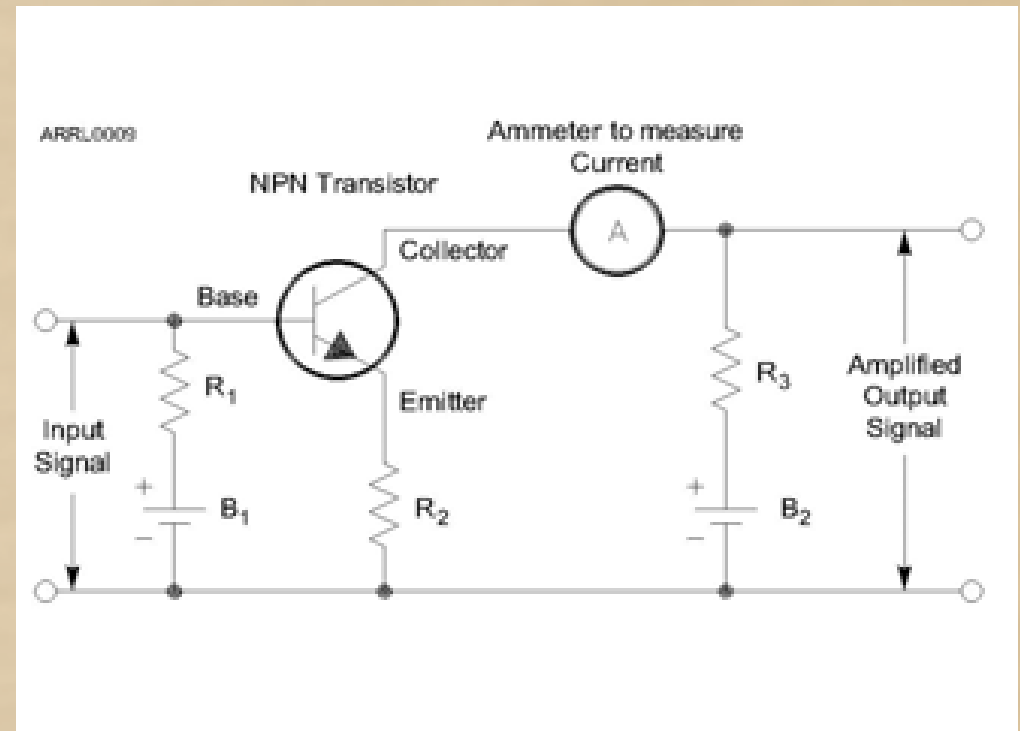 ARRL0009
Ammeter to measure
Current
NPN Transistor
A
Collector
Base
R1
R3
Amplified
Output
Signal
Emitter
Input
Signal
+
B1
−
R2
+
B2
−